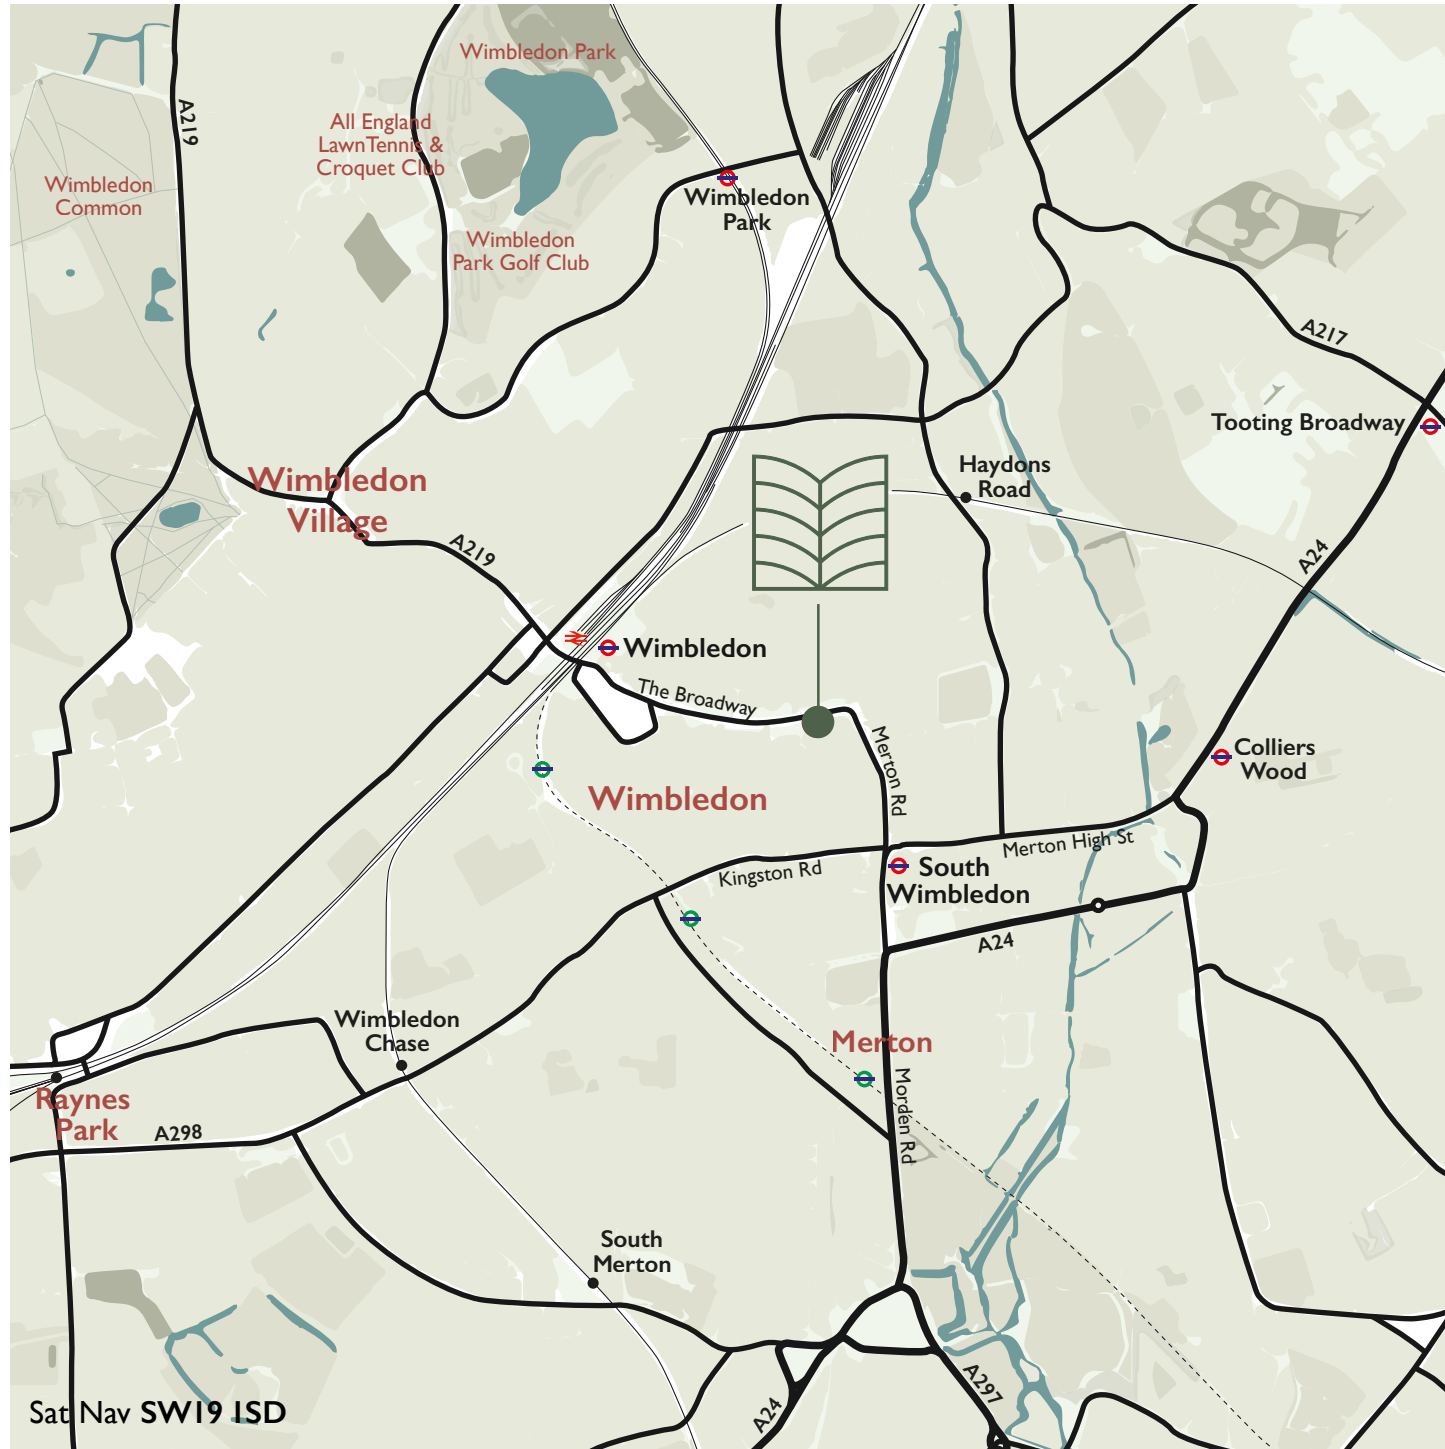 Wimbledon Park
A219
All England
LawnTennis &
Croquet Club
Wimbledon
Common
Wimbledon
Park
Wimbledon
Park Golf Club
A217
Tooting Broadway
Haydons
Road
Wimbledon
Village
A219
A24
Wimbledon
The Broadway
Merton Rd
Colliers
Wood
Wimbledon
Merton High St
Kingston Rd
South
Wimbledon
A24
Wimbledon
Chase
Merton
Morden Rd
Raynes
Park
A298
South
Merton
A297
A24
Sat Nav SW19 1SD